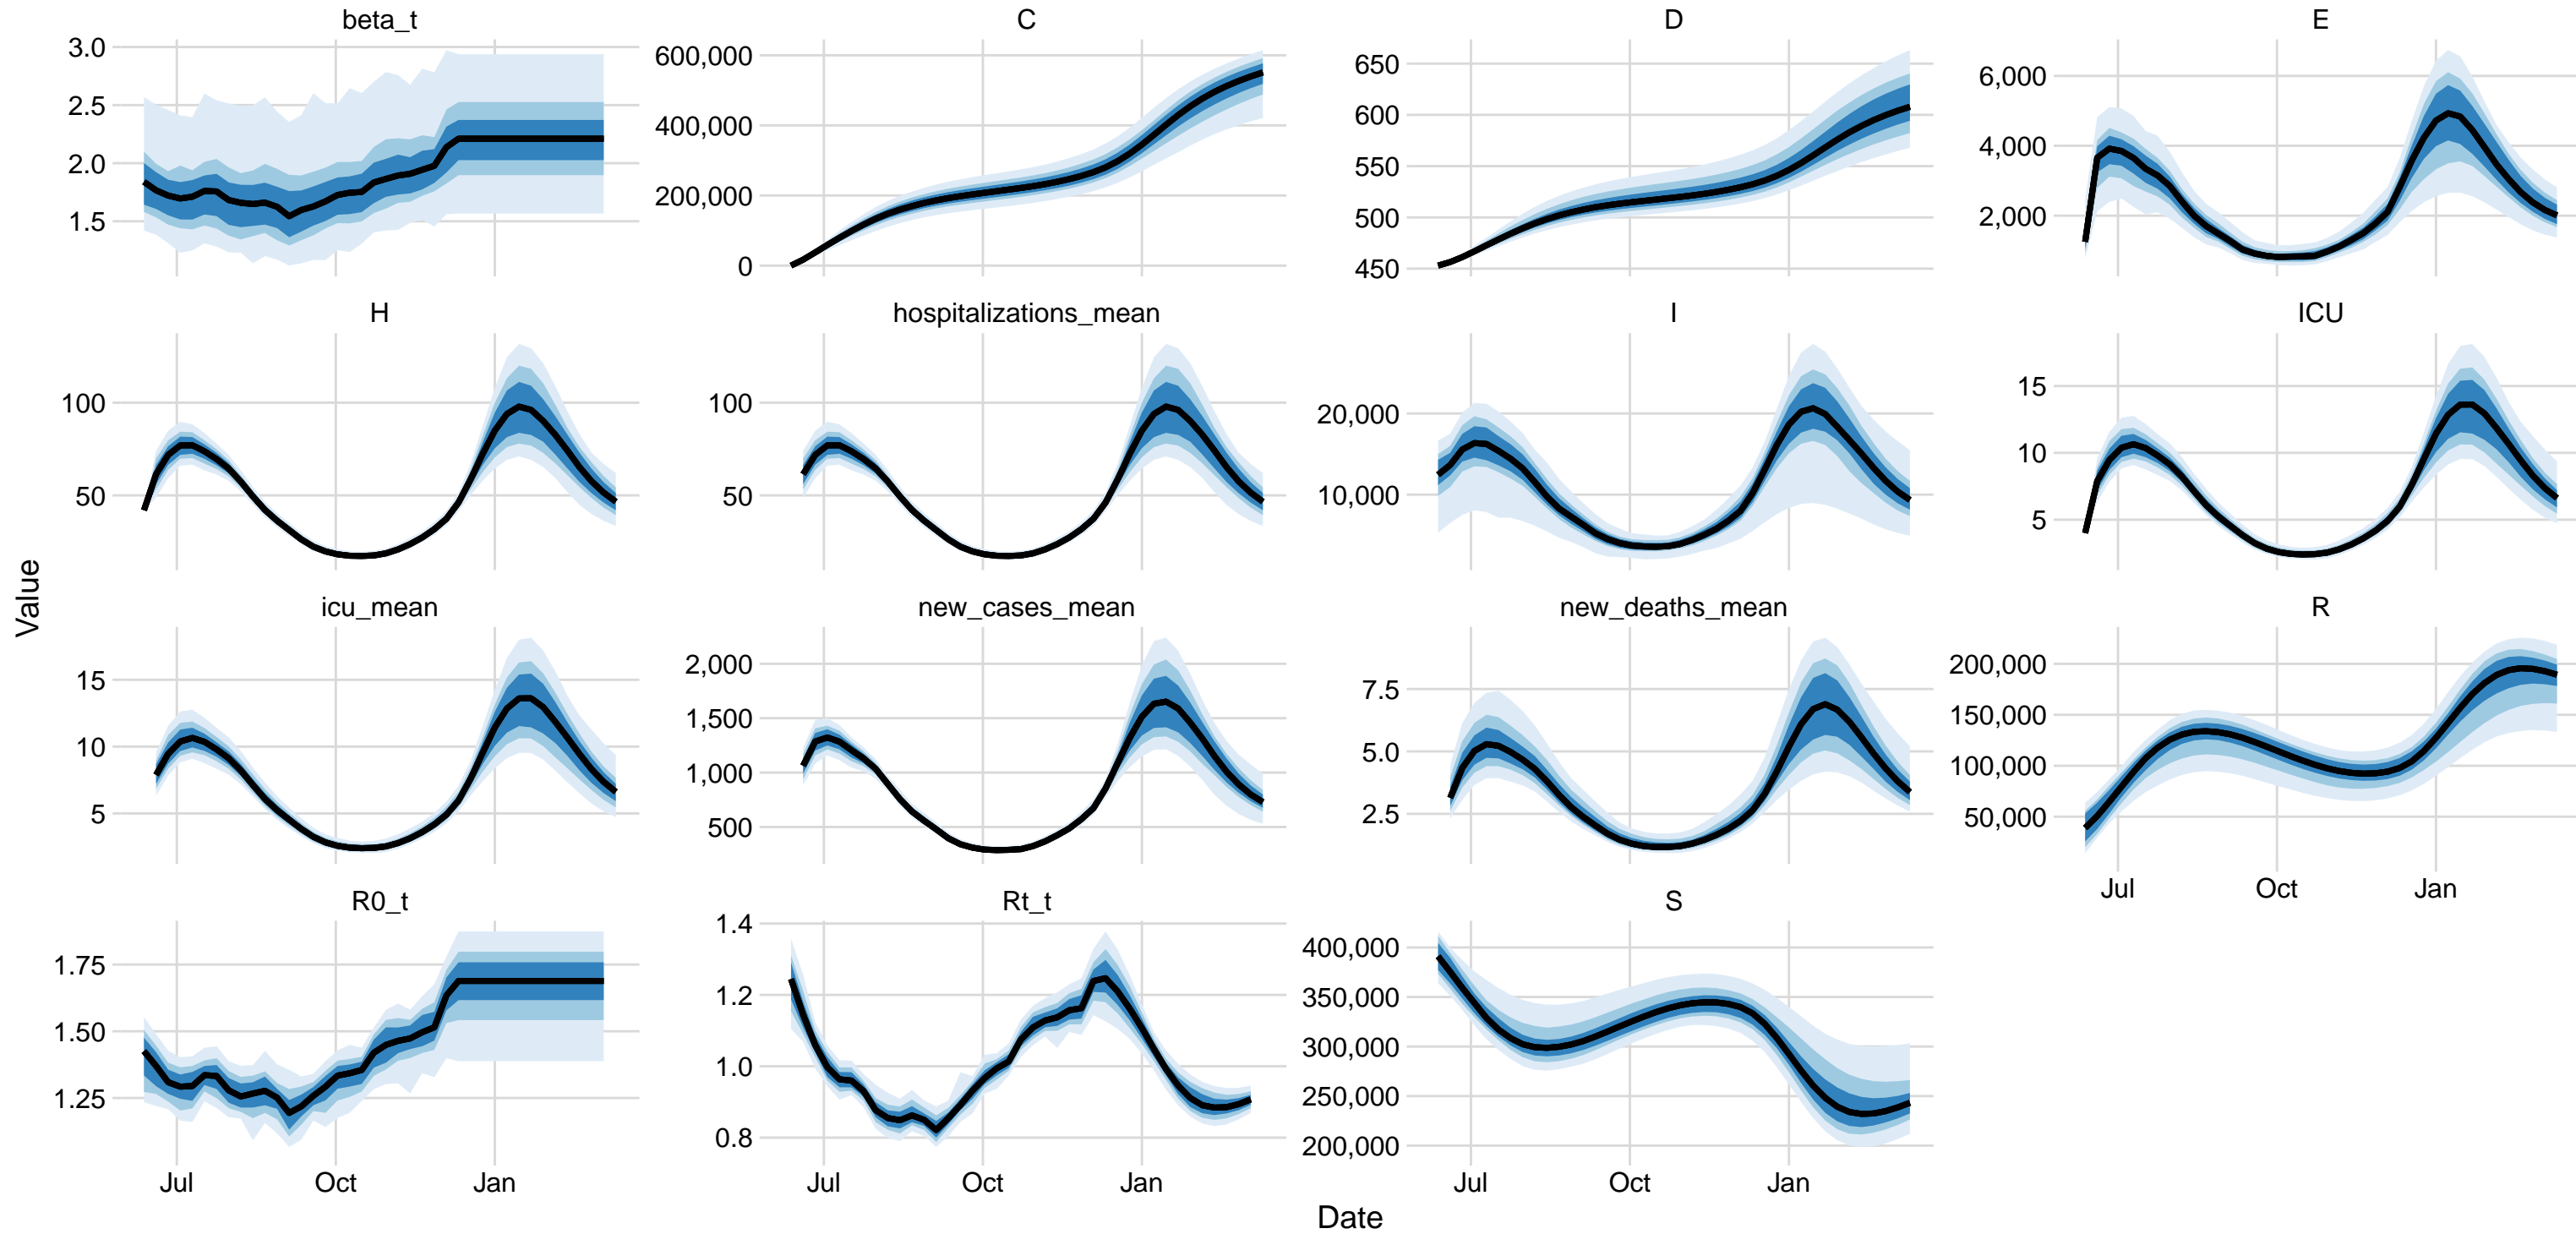 beta_t
3.0
2.5
2.0
1.5
C
600,000
400,000
200,000
0
D
650
600
550
500
450
E
6,000
4,000
2,000
H
100
50
hospitalizations_mean
100
50
I
20,000
10,000
ICU
15
10
5
icu_mean
15
10
5
new_cases_mean
2,000
1,500
1,000
500
new_deaths_mean
7.5
5.0
2.5
R
200,000
150,000
100,000
50,000
Jul Oct Jan
R0_t
1.75
1.50
1.25
Jul Oct Jan
Rt_t
1.4
1.2
1.0
0.8
Jul Oct Jan
S
400,000
350,000
300,000
250,000
200,000
Jul Oct Jan
Value
Date